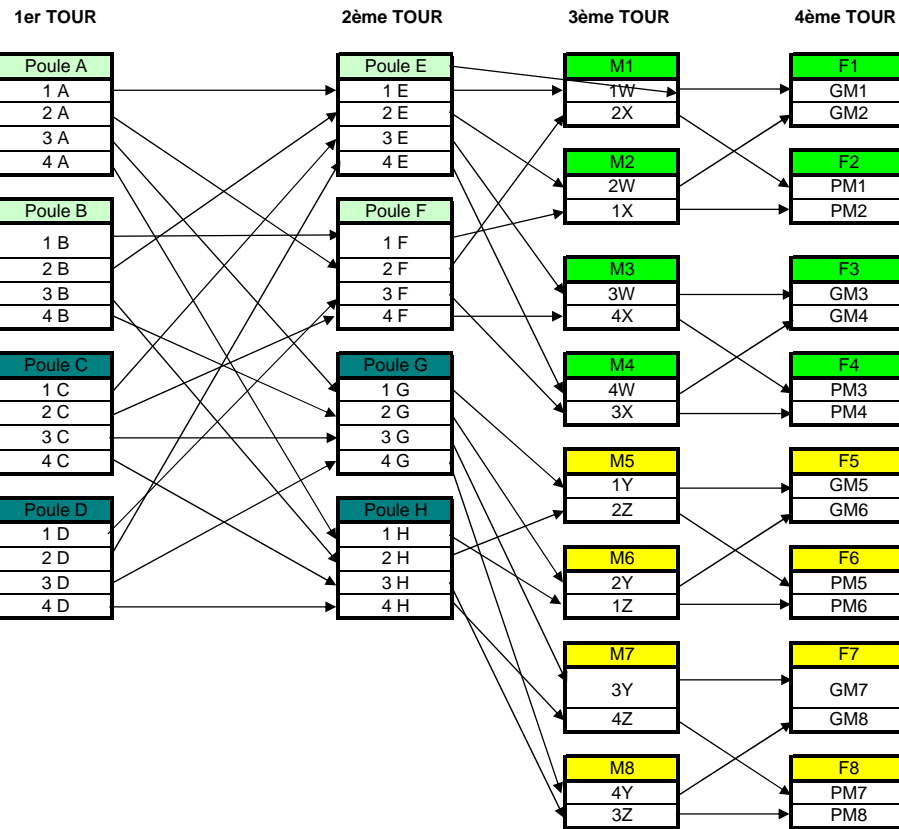 1er TOUR
2ème TOUR
3ème TOUR
4ème TOUR
Poule A
1 A
2 A
3 A
4 A
Poule B
1 B
2 B
3 B
4 B
Poule C
1 C
2 C
3 C
4 C
Poule D
1 D
2 D
3 D
4 D
Poule E
1 E
2 E
3 E
4 E
Poule F
1 F
2 F
3 F
4 F
Poule G
1 G
2 G
3 G
4 G
Poule H
1 H
2 H
3 H
4 H
M1
1W
2X
M2
2W
1X
M3
3W
4X
M4
4W
3X
M5
1Y
2Z
M6
2Y
1Z
M7
3Y
4Z
M8
4Y
3Z
F1
GM1
GM2
F2
PM1
PM2
F3
GM3
GM4
F4
PM3
PM4
F5
GM5
GM6
F6
PM5
PM6
F7
GM7
GM8
F8
PM7
PM8